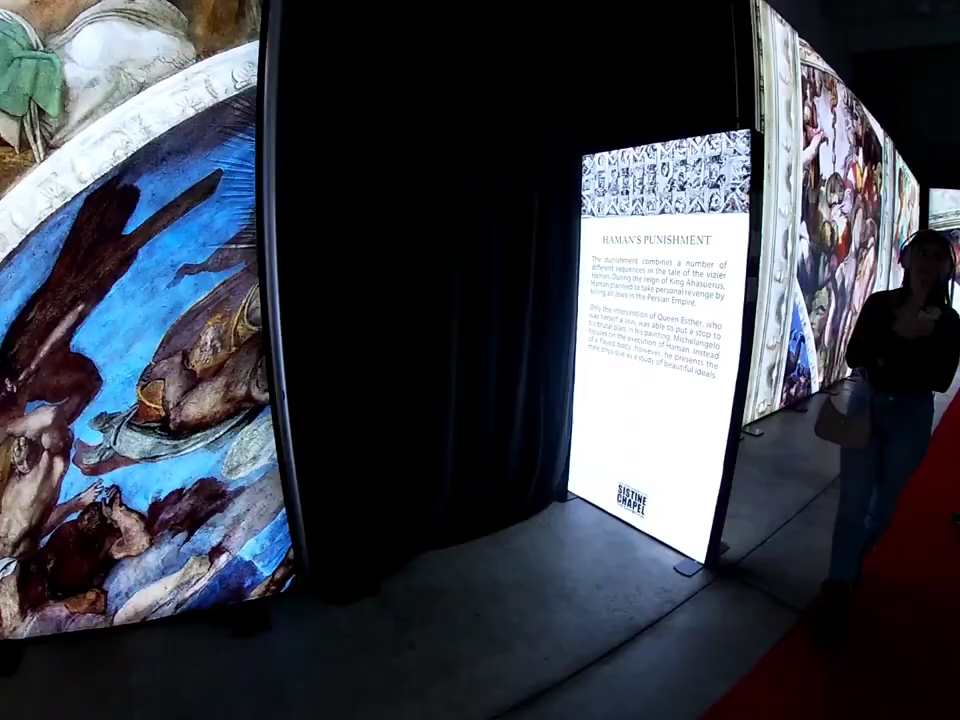 HAMAN'S PUNISHMENT
The punishment combines a number of
different sequences in the tale of the vizier
Haman. During the reign of King Ahasuerus,
Haman planned to take personal revenge by
killing all Jews in the Persian Empire.
Only the intervention of Queen Esther, who
was herself a Jew, was able to put a stop to
his brutal plan. In his painting, Michelangelo
focuses on the execution of Haman. Instead
of a flayed body, however, he presents the
male physique as a study of beautiful ideals.
SISTINE
CHAPEL